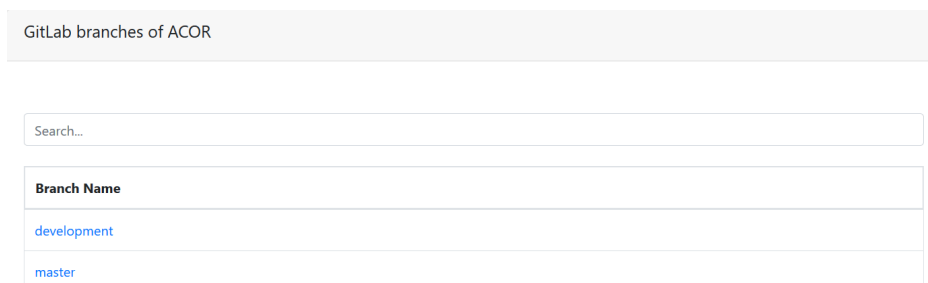 GitLab branches of ACOR
Search...
Branch Name
development
master